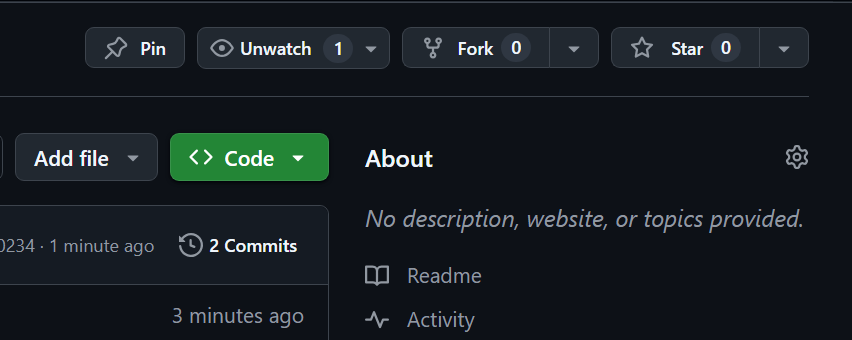 Pin Unwatch 1 Fork 0 Star 0
Add file Code About
No description, website, or topics provided.
0234 · 1 minute ago 2 Commits
Readme
3 minutes ago
Activity